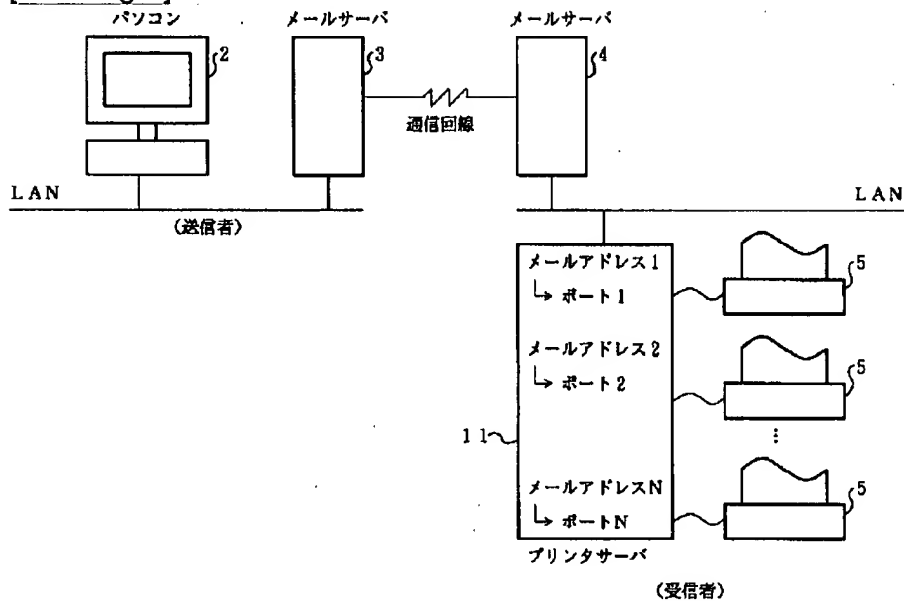 パソコン
メールサーバ
メールサーバ
2
3
4
通信回線
LAN
LAN
(送信者)
メールアドレス1
↳ ポート1
5
メールアドレス2
↳ ポート2
5
⋮
11
メールアドレスN
↳ ポートN
5
プリンタサーバ
(受信者)